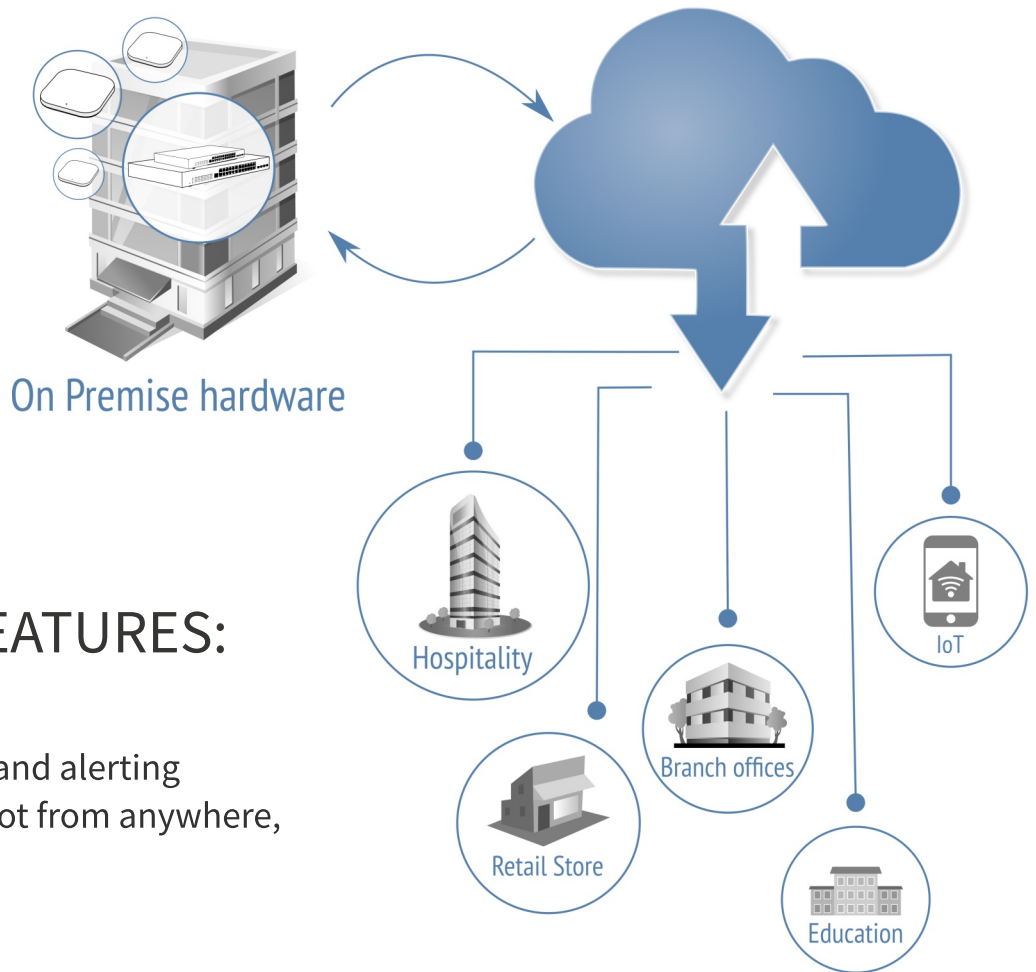 On Premise hardware
EATURES:
and alerting
ot from anywhere,
Hospitality
IoT
Branch offices
Retail Store
Education